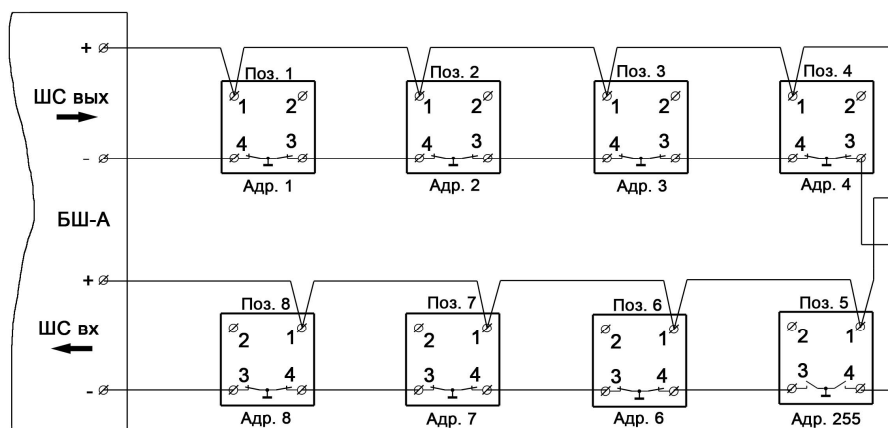 +
Поз. 1 Поз. 2 Поз. 3 Поз. 4
ШС вых
1 2 1 2 1 2 1 2
4 3 4 3 4 3 4 3
-
Адр. 1 Адр. 2 Адр. 3 Адр. 4
БШ-А
+
Поз. 8 Поз. 7 Поз. 6 Поз. 5
ШС вх
2 1 2 1 2 1 2 1
3 4 3 4 3 4 3 4
-
Адр. 8 Адр. 7 Адр. 6 Адр. 255